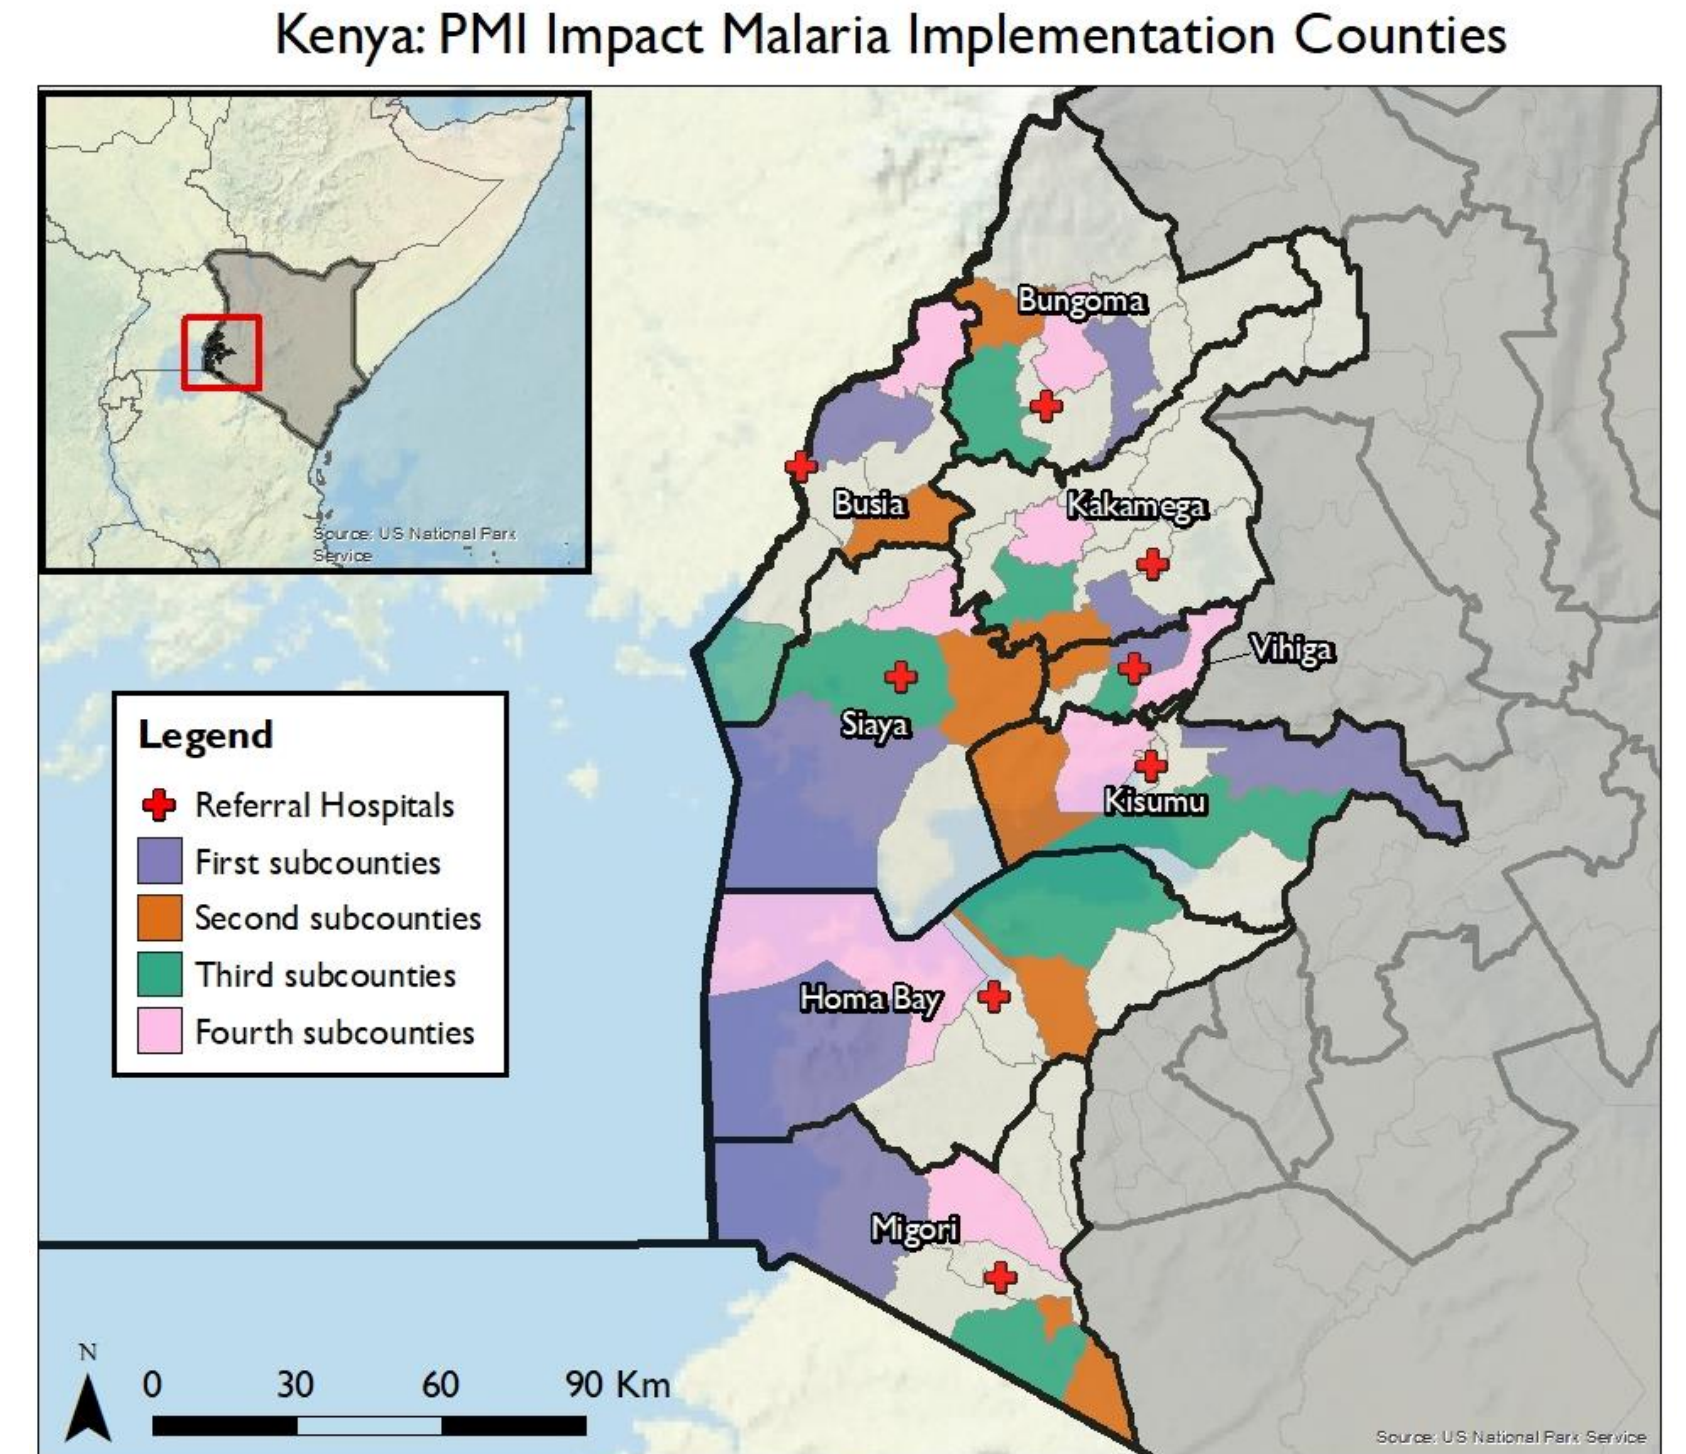 Kenya: PMI Impact Malaria Implementation Counties
Source: US National Park
Service
Bungoma
Busia
Kakamega
Vihiga
Siaya
Kisumu
Homa Bay
Migori
Legend
Referral Hospitals
First subcounties
Second subcounties
Third subcounties
Fourth subcounties
N
0 30 60 90 Km
Source: US National Park Service